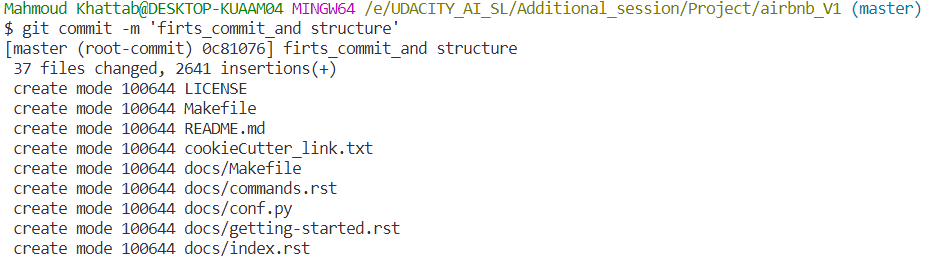 Mahmoud Khattab@DESKTOP-KUAAM04 MINGW64 /e/UDACITY_AI_SL/Additional_session/Project/airbnb_V1 (master)
$ git commit -m 'firts_commit_and structure'
[master (root-commit) 0c81076] firts_commit_and structure
 37 files changed, 2641 insertions(+)
 create mode 100644 LICENSE
 create mode 100644 Makefile
 create mode 100644 README.md
 create mode 100644 cookieCutter_link.txt
 create mode 100644 docs/Makefile
 create mode 100644 docs/commands.rst
 create mode 100644 docs/conf.py
 create mode 100644 docs/getting-started.rst
 create mode 100644 docs/index.rst